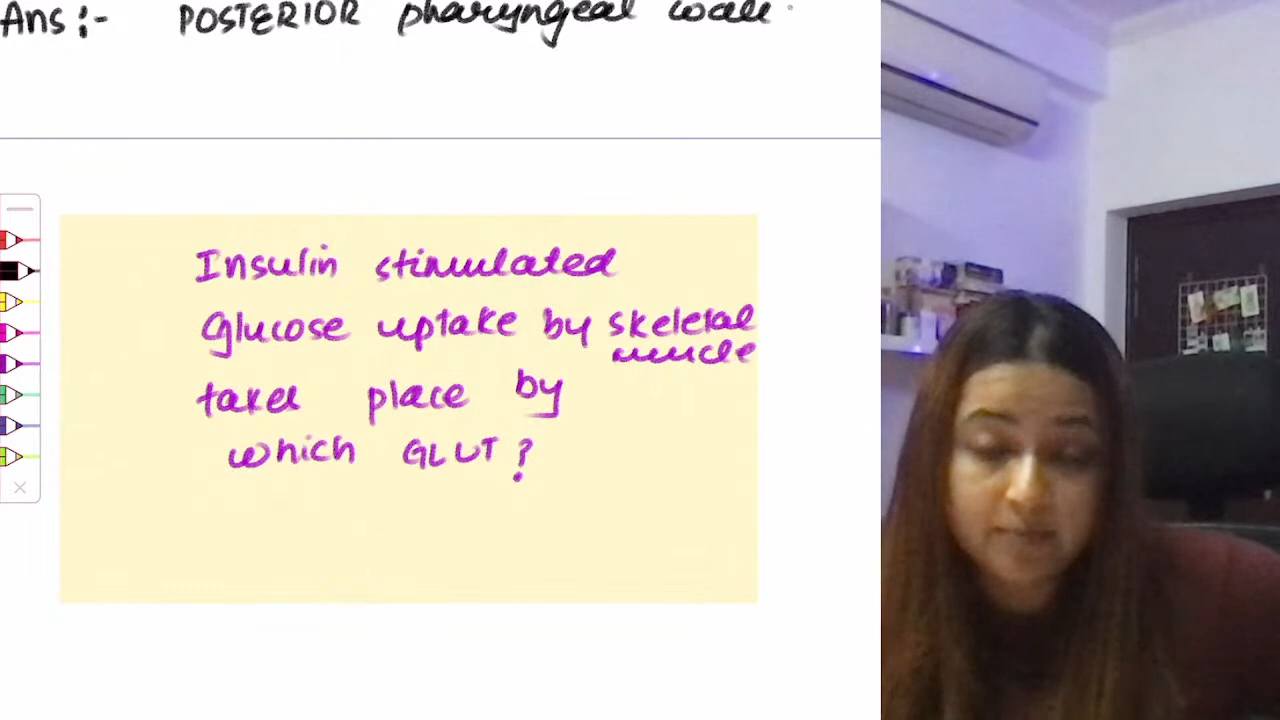 Ans :- POSTERIOR pharyngeal wall.
Insulin stimulated
Glucose uptake by skeletal
muscle
takes place by
which GLUT ?